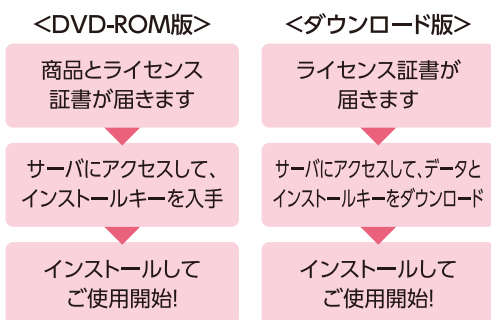 <DVD-ROM版>
商品とライセンス
証書が届きます
サーバにアクセスして、
インストールキーを入手
インストールして
ご使用開始!
<ダウンロード版>
ライセンス証書が
届きます
サーバにアクセスして、データと
インストールキーをダウンロード
インストールして
ご使用開始!